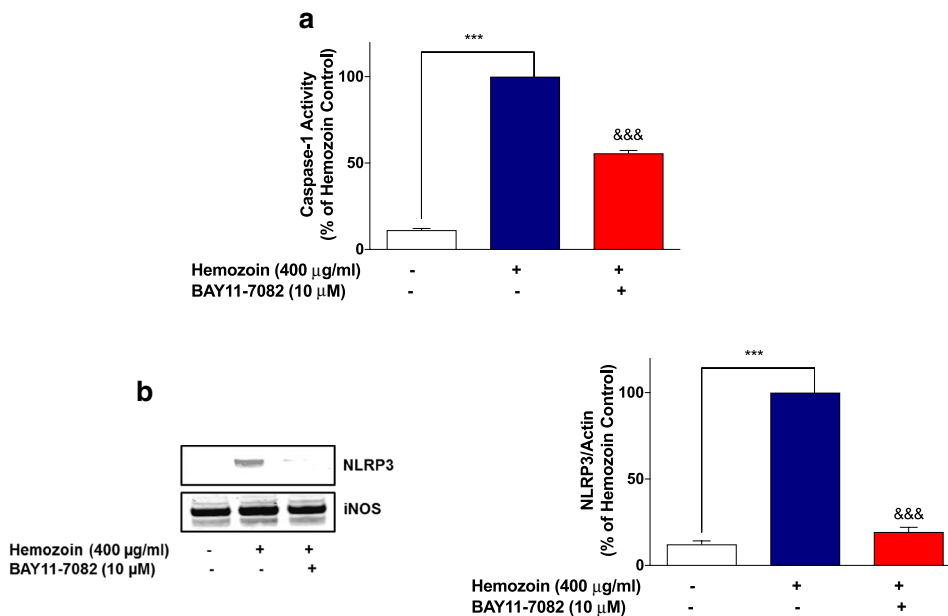 a
***
Caspase-1 Activity
(% of Hemozoin Control)
100
50
0
&&&
Hemozoin (400 μg/ml) - + +
BAY11-7082 (10 μM) - - +
b
NLRP3
iNOS
Hemozoin (400 µg/ml) - + +
BAY11-7082 (10 µM) - - +
***
NLRP3/Actin
(% of Hemozoin Control)
100
50
0
&&&
Hemozoin (400 μg/ml) - + +
BAY11-7082 (10 μM) - - +